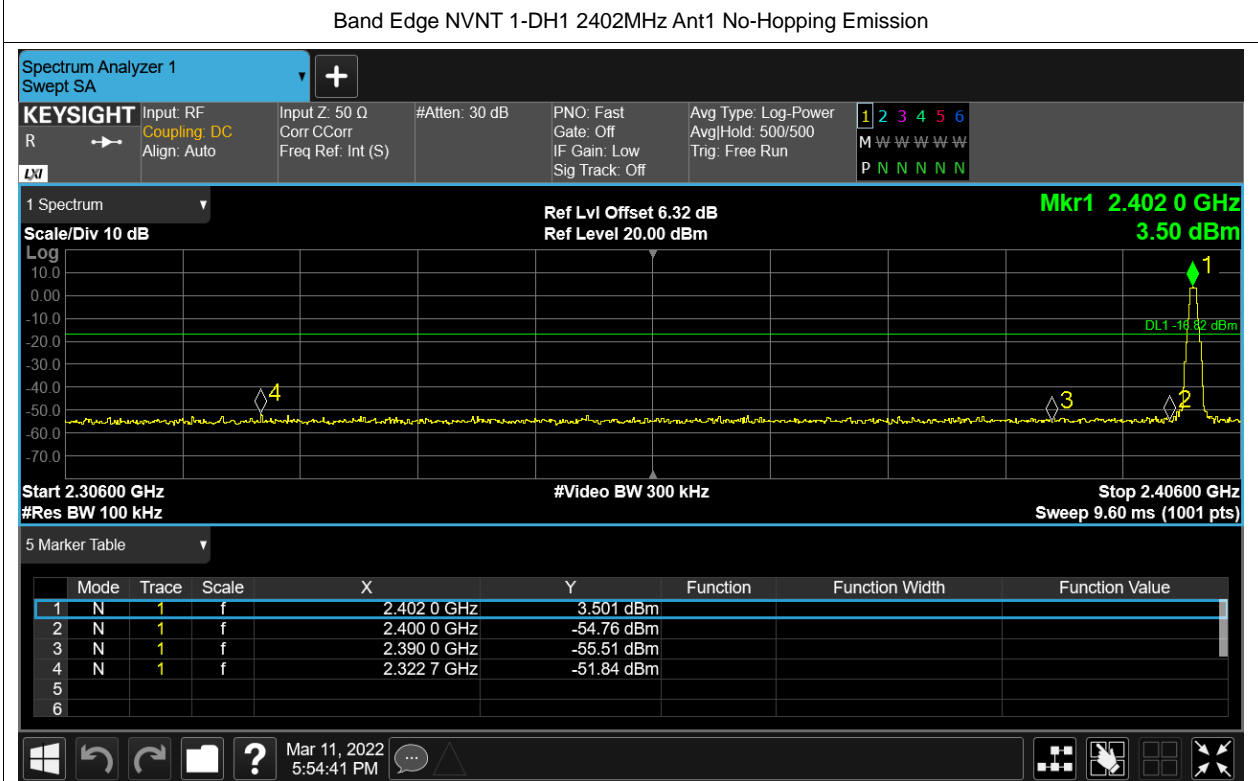 Band Edge NVNT 1-DH1 2402MHz Ant1 No-Hopping Emission
Spectrum Analyzer 1
Swept SA
+
KEYSIGHT Input: RF Input Z: 50 Ω #Atten: 30 dB PNO: Fast Avg Type: Log-Power 1 2 3 4 5 6
R Coupling: DC Corr CCorr Gate: Off Avg|Hold: 500/500 M W W W W W
Align: Auto Freq Ref: Int (S) IF Gain: Low Trig: Free Run
LXI Sig Track: Off P N N N N N
1 Spectrum Ref Lvl Offset 6.32 dB Mkr1 2.402 0 GHz
Scale/Div 10 dB Ref Level 20.00 dBm 3.50 dBm
Log
10.0 1
0.00
-10.0
DL1 -16.82 dBm
-20.0
-30.0
-40.0
4 3 2
-50.0
-60.0
-70.0
Start 2.30600 GHz #Video BW 300 kHz Stop 2.40600 GHz
#Res BW 100 kHz Sweep 9.60 ms (1001 pts)
5 Marker Table
Mode Trace Scale X Y Function Function Width Function Value
1 N 1 f 2.402 0 GHz 3.501 dBm
2 N 1 f 2.400 0 GHz -54.76 dBm
3 N 1 f 2.390 0 GHz -55.51 dBm
4 N 1 f 2.322 7 GHz -51.84 dBm
5
6
? Mar 11, 2022
5:54:41 PM